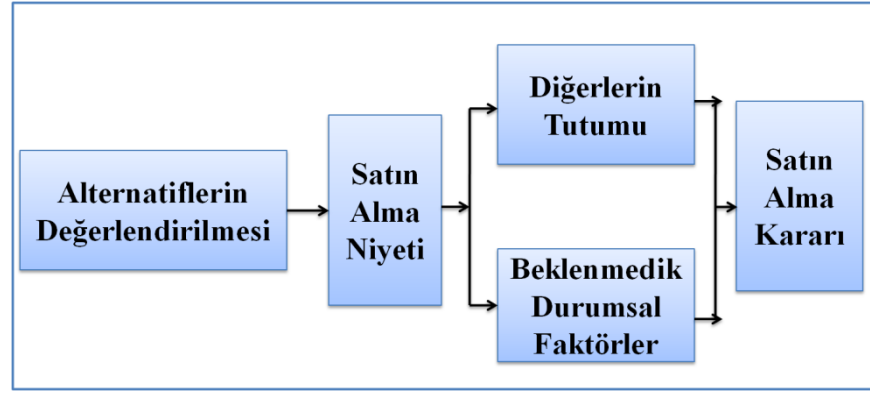 Alternatiflerin
Değerlendirilmesi
Satın
Alma
Niyeti
Diğerlerin
Tutumu
Beklenmedik
Durumsal
Faktörler
Satın
Alma
Kararı